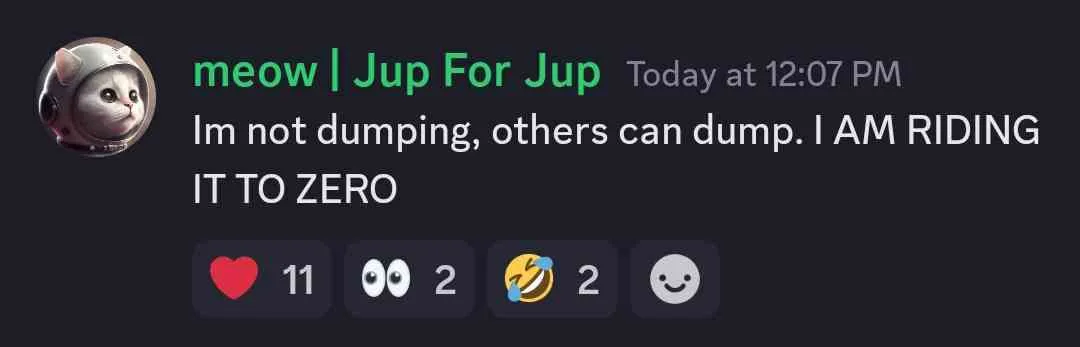 meow | Jup For Jup Today at 12:07 PM
Im not dumping, others can dump. I AM RIDING
IT TO ZERO
11 2 2